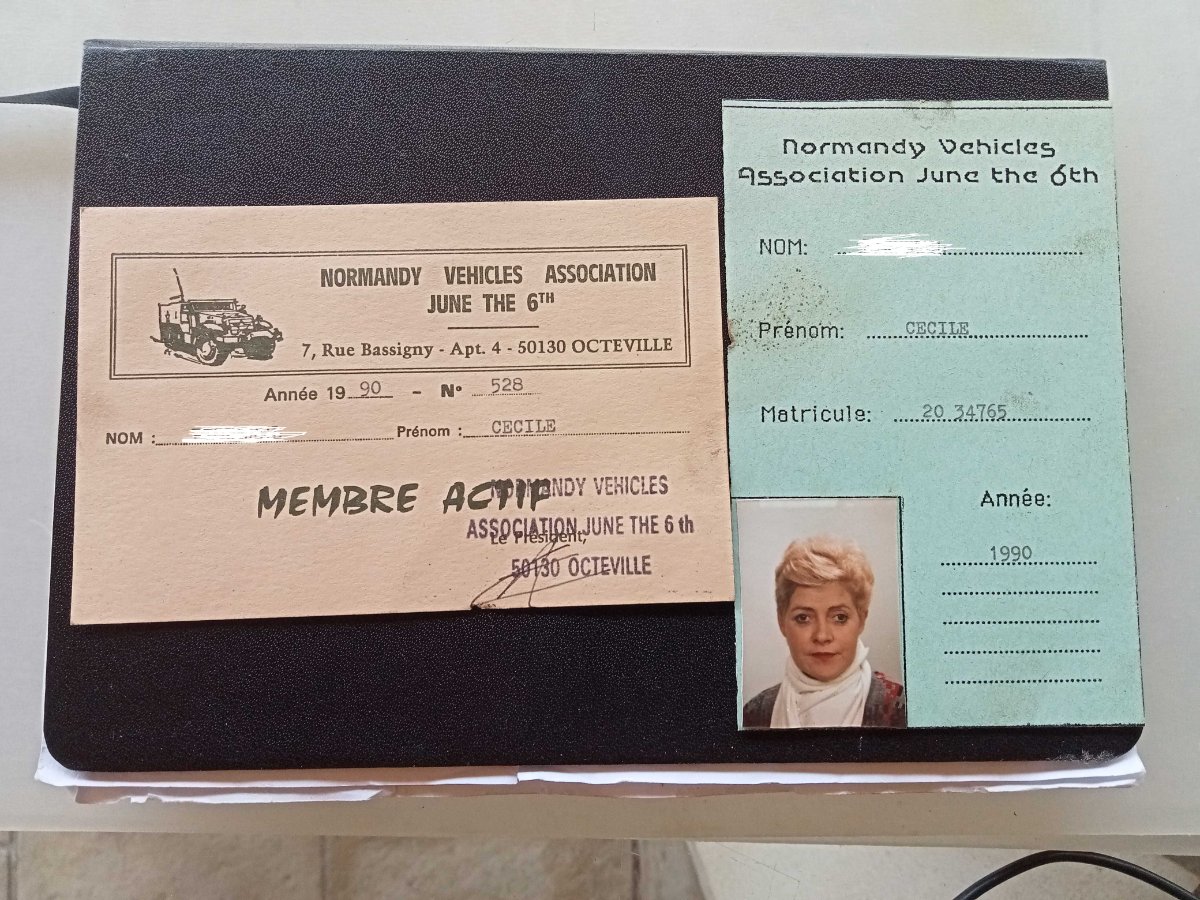 NORMANDY VEHICLES ASSOCIATION
JUNE THE 6TH
7, Rue Bassigny - Apt. 4 - 50130 OCTEVILLE
Année 19 90 - N° 528
NOM : Prénom : CECILE
MEMBRE ACTIF
NORMANDY VEHICLES
ASSOCIATION JUNE THE 6 th
Le Président,
50130 OCTEVILLE
Normandy Vehicles
Association June the 6th
NOM:
Prénom: CECILE
Matricule: 20 34765
Année:
1990